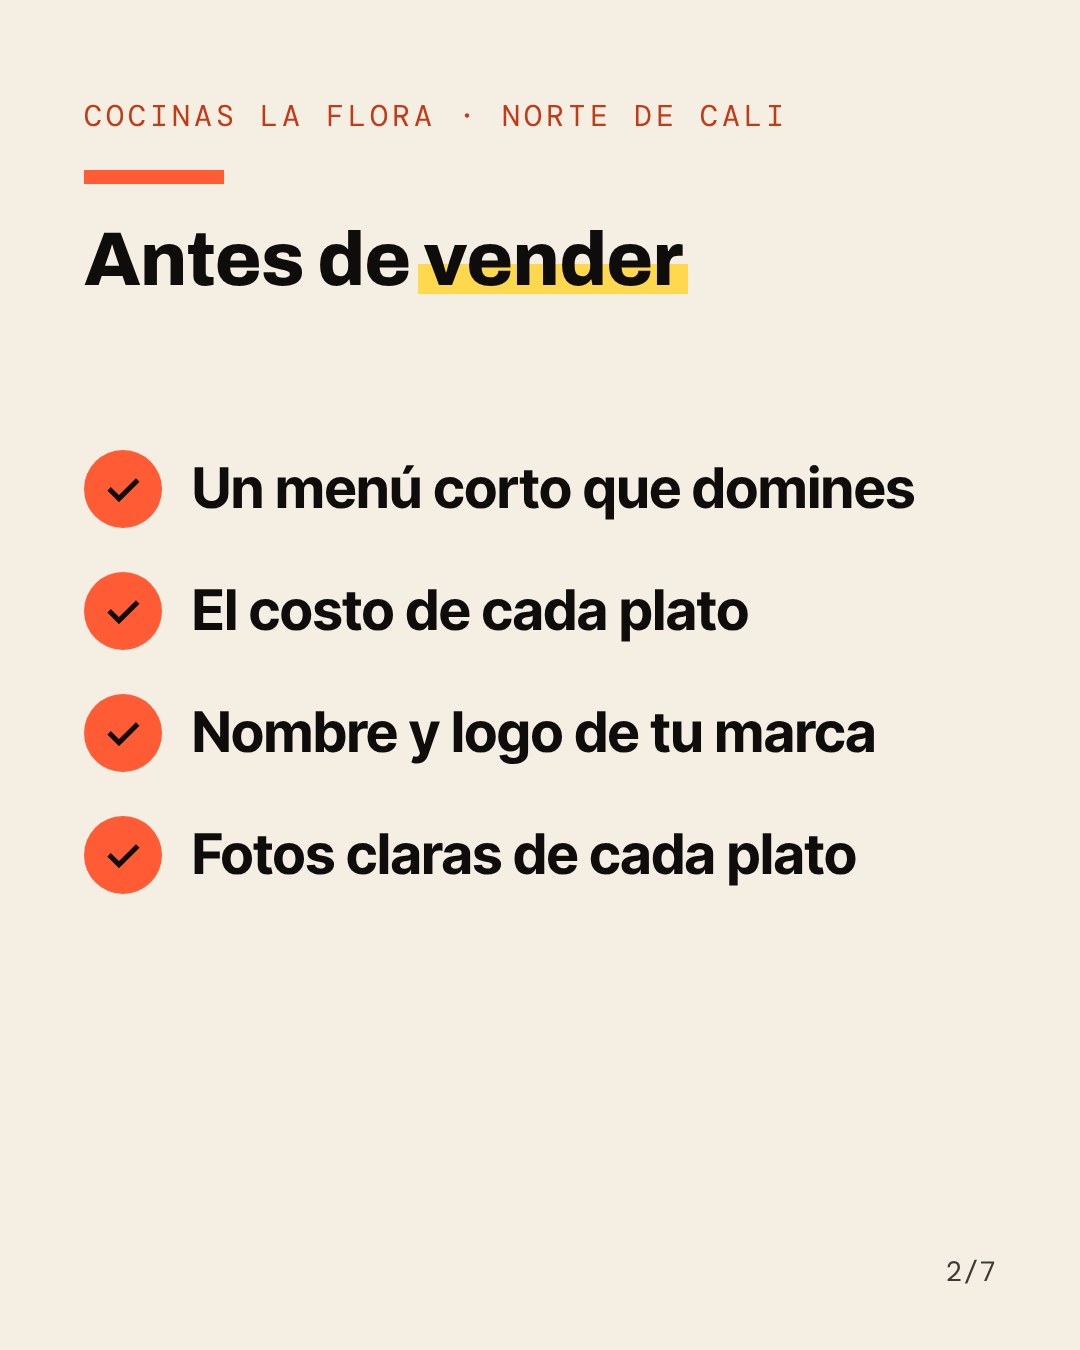 COCINAS LA FLORA · NORTE DE CALI
Antes de vender
Un menú corto que domines
El costo de cada plato
Nombre y logo de tu marca
Fotos claras de cada plato
2/7